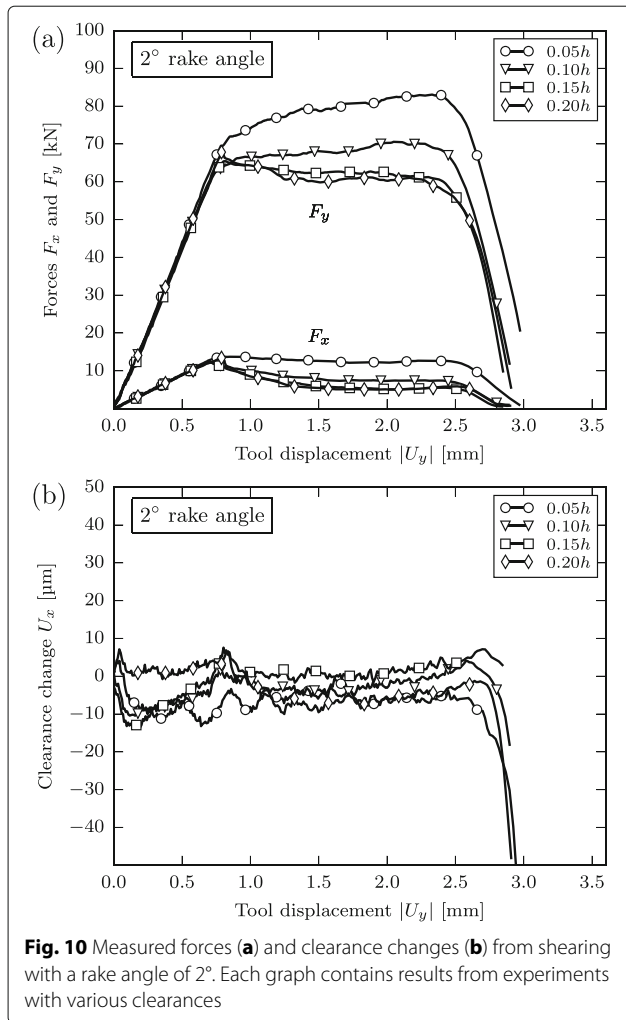 (a)
2° rake angle
0.05h
0.10h
0.15h
0.20h
Forces Fx and Fy [kN]
100
90
80
70
60
50
40
30
20
10
Fy
Fx
0.0 0.5 1.0 1.5 2.0 2.5 3.0 3.5
Tool displacement |Uy| [mm]
(b)
2° rake angle
0.05h
0.10h
0.15h
0.20h
Clearance change Ux [µm]
50
40
30
20
10
0
−10
−20
−30
−40
0.0 0.5 1.0 1.5 2.0 2.5 3.0 3.5
Tool displacement |Uy| [mm]
Fig. 10 Measured forces (a) and clearance changes (b) from shearing
with a rake angle of 2°. Each graph contains results from experiments
with various clearances